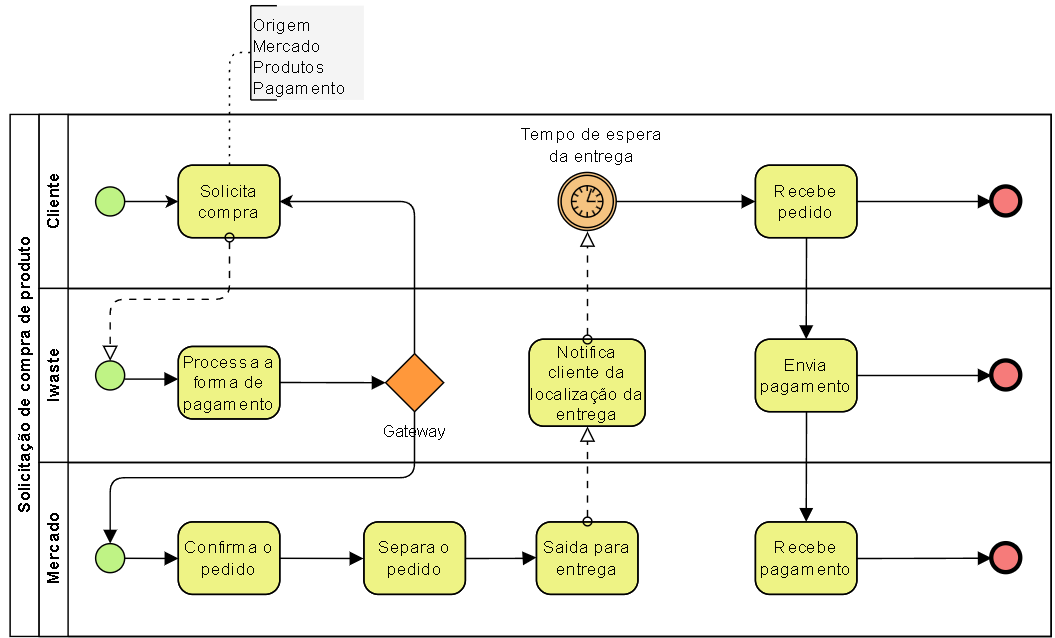 Origem
Mercado
Produtos
Pagamento
Solicitação de compra de produto
Cliente
Solicita
compra
Tempo de espera
da entrega
Recebe
pedido
Iwaste
Processa a
forma de
pagamento
Gateway
Notifica
cliente da
localização da
entrega
Envia
pagamento
Mercado
Confirma o
pedido
Separa o
pedido
Saida para
entrega
Recebe
pagamento